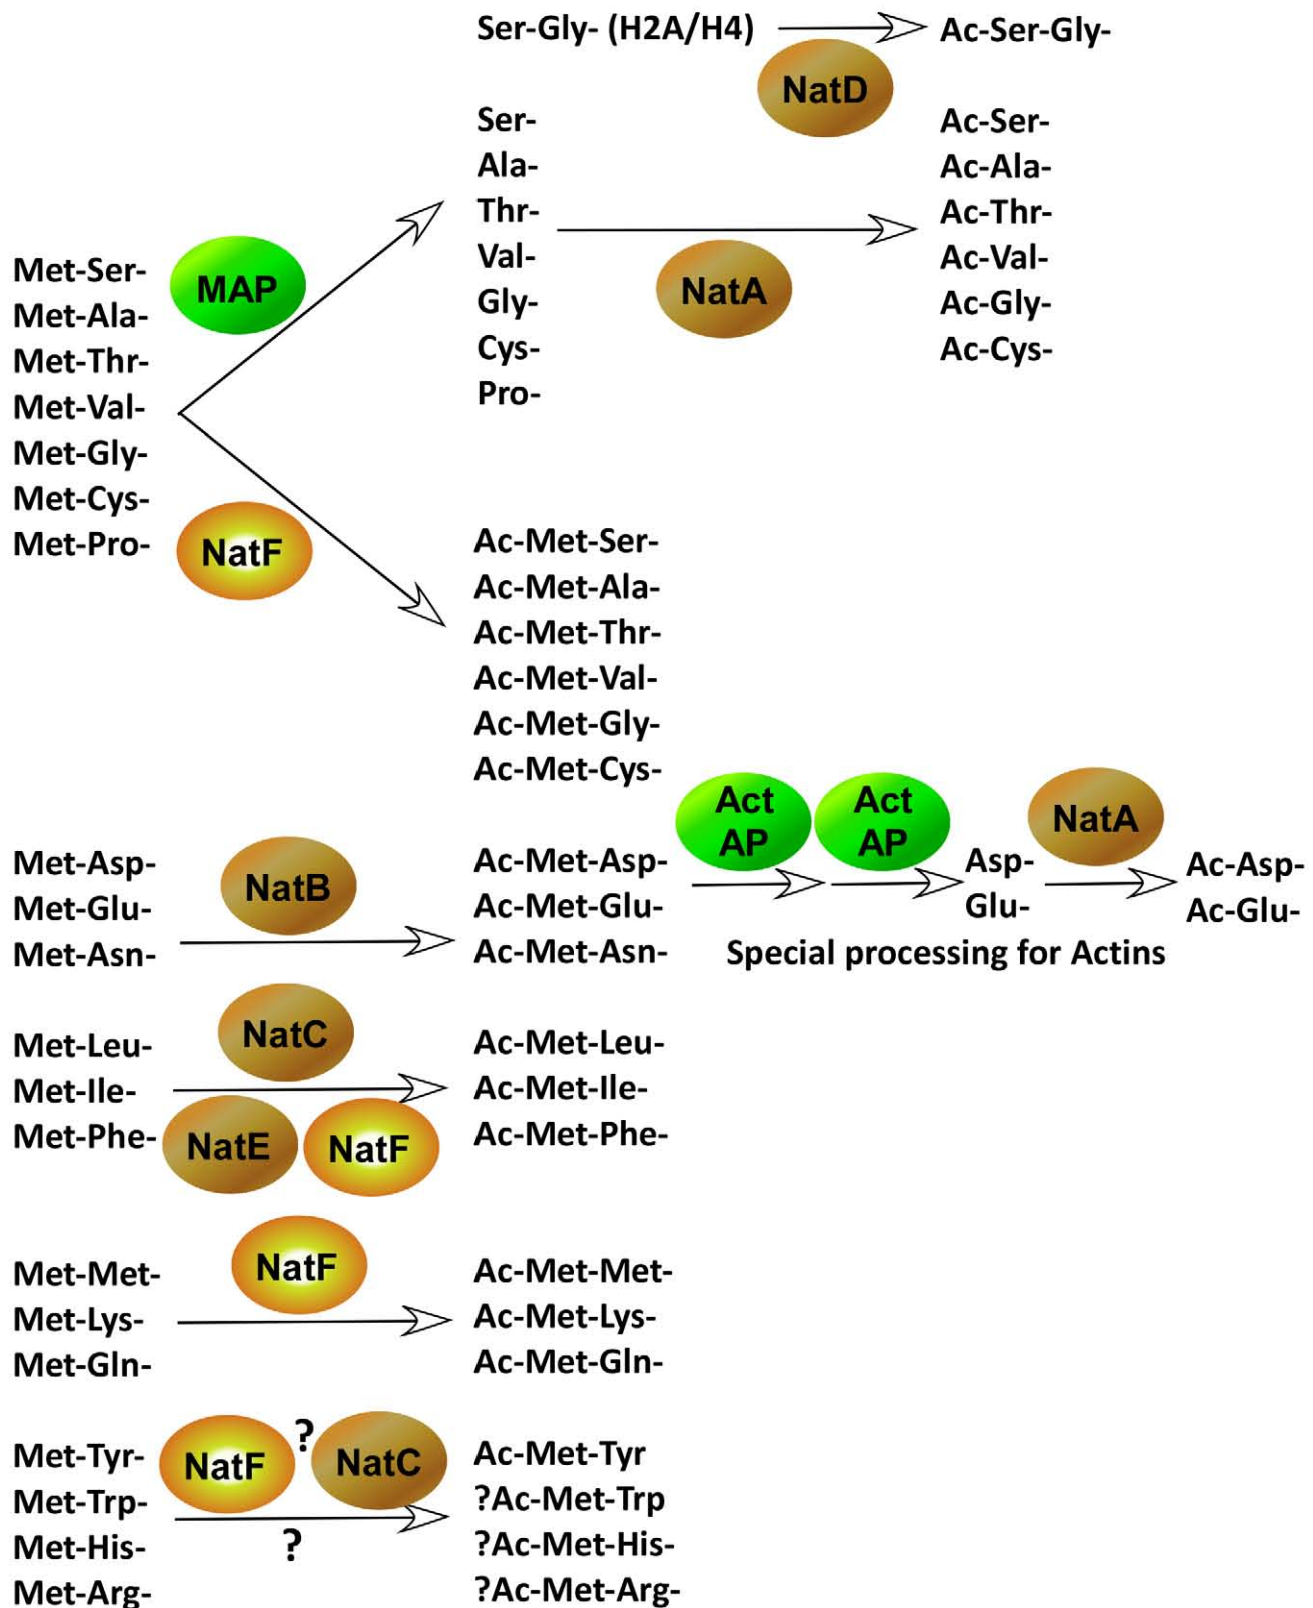 Ser-Gly- (H2A/H4)
Ac-Ser-Gly-
NatD
Ser-
Ala-
Thr-
Val-
Gly-
Cys-
Pro-
NatA
Ac-Ser-
Ac-Ala-
Ac-Thr-
Ac-Val-
Ac-Gly-
Ac-Cys-
Met-Ser-
Met-Ala-
Met-Thr-
Met-Val-
Met-Gly-
Met-Cys-
Met-Pro-
MAP
NatF
Ac-Met-Ser-
Ac-Met-Ala-
Ac-Met-Thr-
Ac-Met-Val-
Ac-Met-Gly-
Ac-Met-Cys-
Met-Asp-
Met-Glu-
Met-Asn-
NatB
Ac-Met-Asp-
Ac-Met-Glu-
Ac-Met-Asn-
Act
AP
Act
AP
Asp-
Glu-
NatA
Ac-Asp-
Ac-Glu-
Special processing for Actins
Met-Leu-
Met-Ile-
Met-Phe-
NatC
NatE
NatF
Ac-Met-Leu-
Ac-Met-Ile-
Ac-Met-Phe-
Met-Met-
Met-Lys-
Met-Gln-
NatF
Ac-Met-Met-
Ac-Met-Lys-
Ac-Met-Gln-
Met-Tyr-
Met-Trp-
Met-His-
Met-Arg-
NatF
?
NatC
?
Ac-Met-Tyr
?Ac-Met-Trp
?Ac-Met-His-
?Ac-Met-Arg-